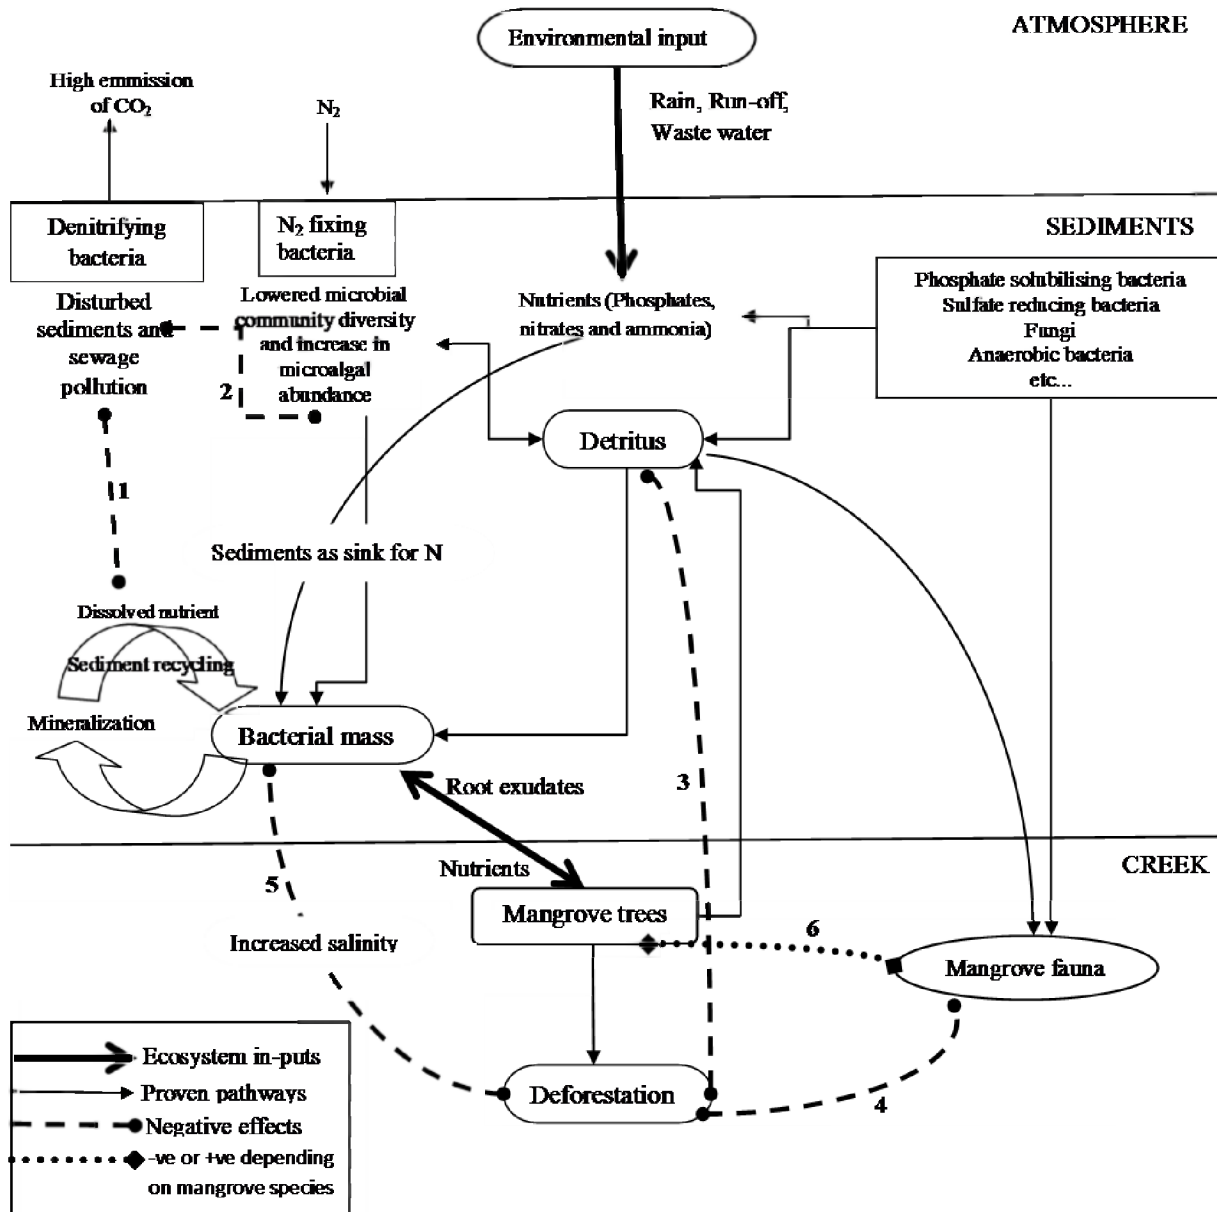 Environmental input
ATMOSPHERE
High emmission
of CO₂
N₂
Rain, Run-off,
Waste water
Denitrifying
bacteria
N₂ fixing
bacteria
SEDIMENTS
Phosphate solubilising bacteria
Sulfate reducing bacteria
Fungi
Anaerobic bacteria
etc...
Disturbed
sediments and
sewage
pollution
Lowered microbial
community diversity
and increase in
microalgal
abundance
Nutrients (Phosphates,
nitrates and ammonia)
2
Detritus
1
Sediments as sink for N
Dissolved nutrient
Sediment recycling
Mineralization
Bacterial mass
Root exudates
3
Nutrients
CREEK
5
Mangrove trees
Increased salinity
6
Mangrove fauna
Deforestation
4
Ecosystem in-puts
Proven pathways
Negative effects
-ve or +ve depending
on mangrove species